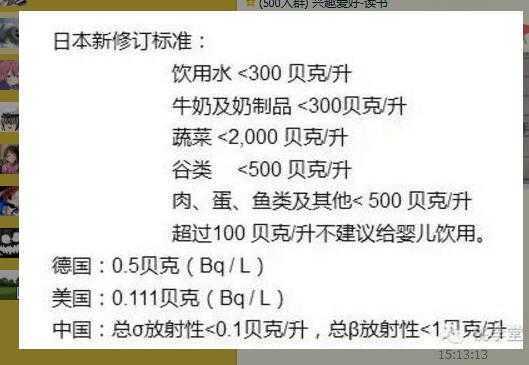 (500人群) 兴趣爱好-读书
日本新修订标准：
饮用水 <300 贝克/升
牛奶及奶制品 <300贝克/升
蔬菜 <2,000 贝克/升
谷类 <500 贝克/升
肉、蛋、鱼类及其他< 500 贝克/升
超过100 贝克/升不建议给婴儿饮用。
德国：0.5贝克（Bq / L）
美国：0.111贝克（Bq / L）
中国：总σ放射性<0.1贝克/升，总β放射性<1贝克/升
15:13:13